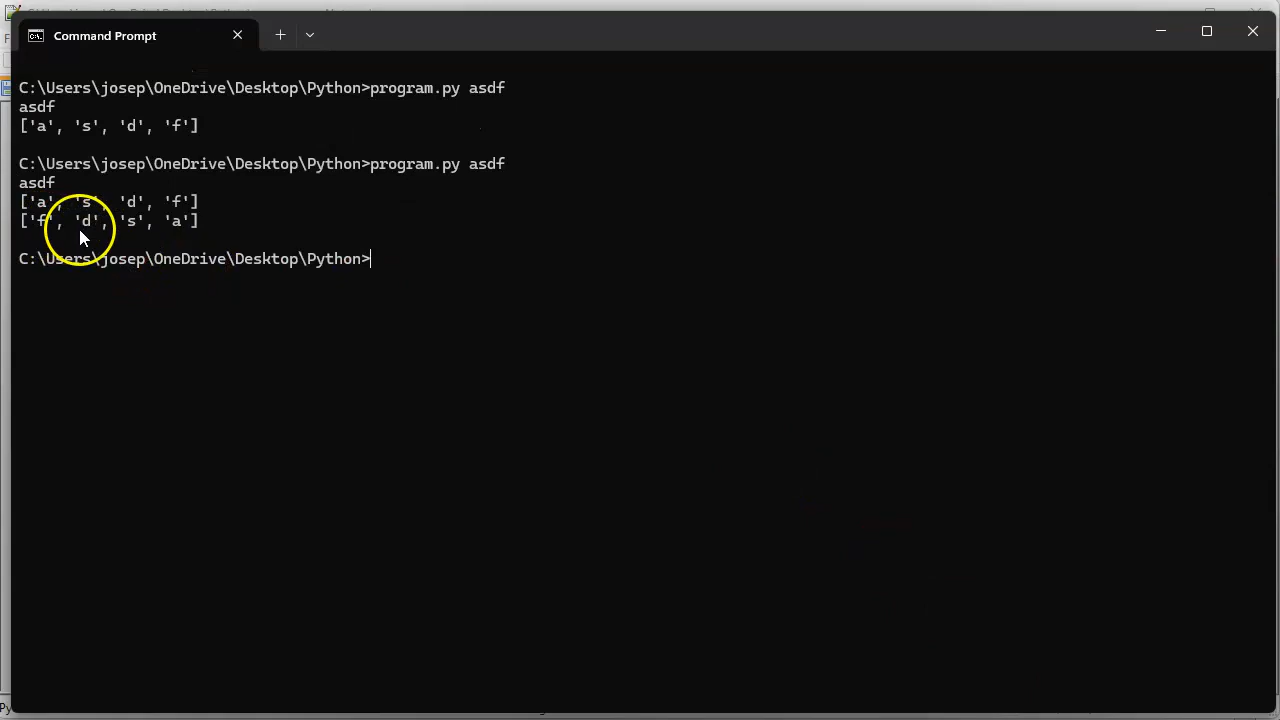 Command Prompt
C:\Users\josep\OneDrive\Desktop\Python>program.py asdf
asdf
['a', 's', 'd', 'f']
C:\Users\josep\OneDrive\Desktop\Python>program.py asdf
asdf
['a', 's', 'd', 'f']
['f', 'd', 's', 'a']
C:\Users\josep\OneDrive\Desktop\Python>